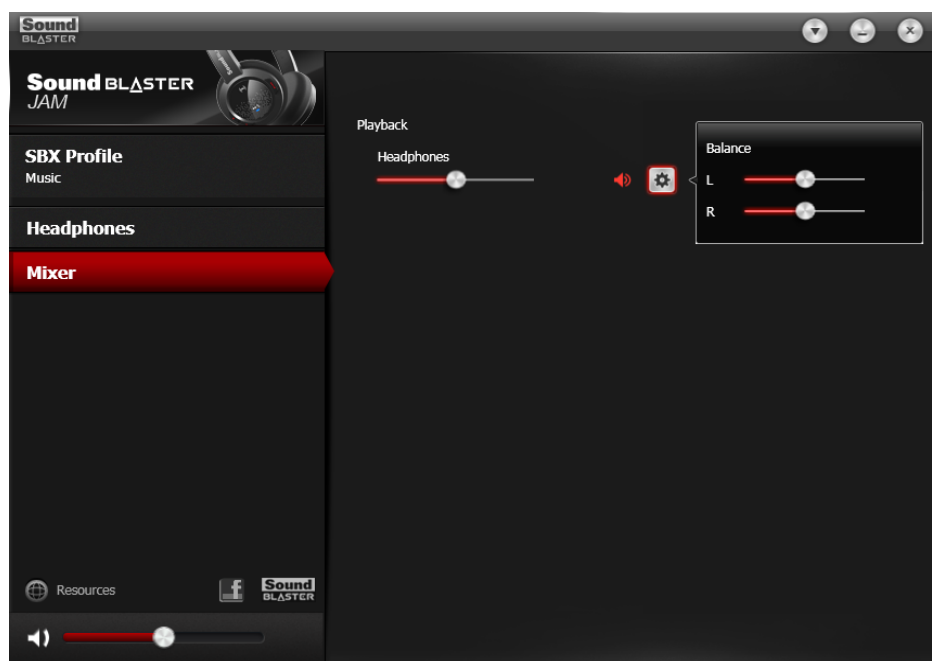 Sound
BLASTER
Sound BLASTER
JAM
SBX Profile
Music
Headphones
Mixer
Resources
f
Sound
BLASTER
Playback
Headphones
Balance
L
R